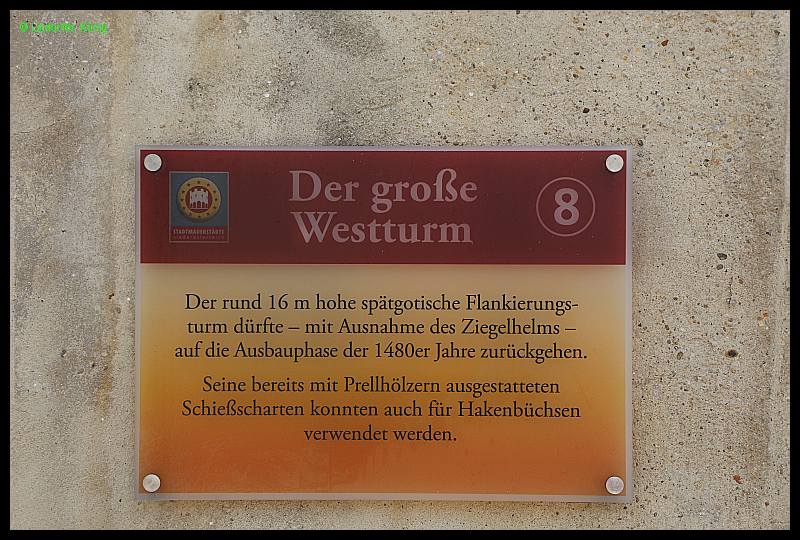 Der große
Westturm
8
STADTMAUERSTÄDTE
Der rund 16 m hohe spätgotische Flankierungs-
turm dürfte – mit Ausnahme des Ziegelhelms –
auf die Ausbauphase der 1480er Jahre zurückgehen.
Seine bereits mit Prellhölzern ausgestatteten
Schießscharten konnten auch für Hakenbüchsen
verwendet werden.